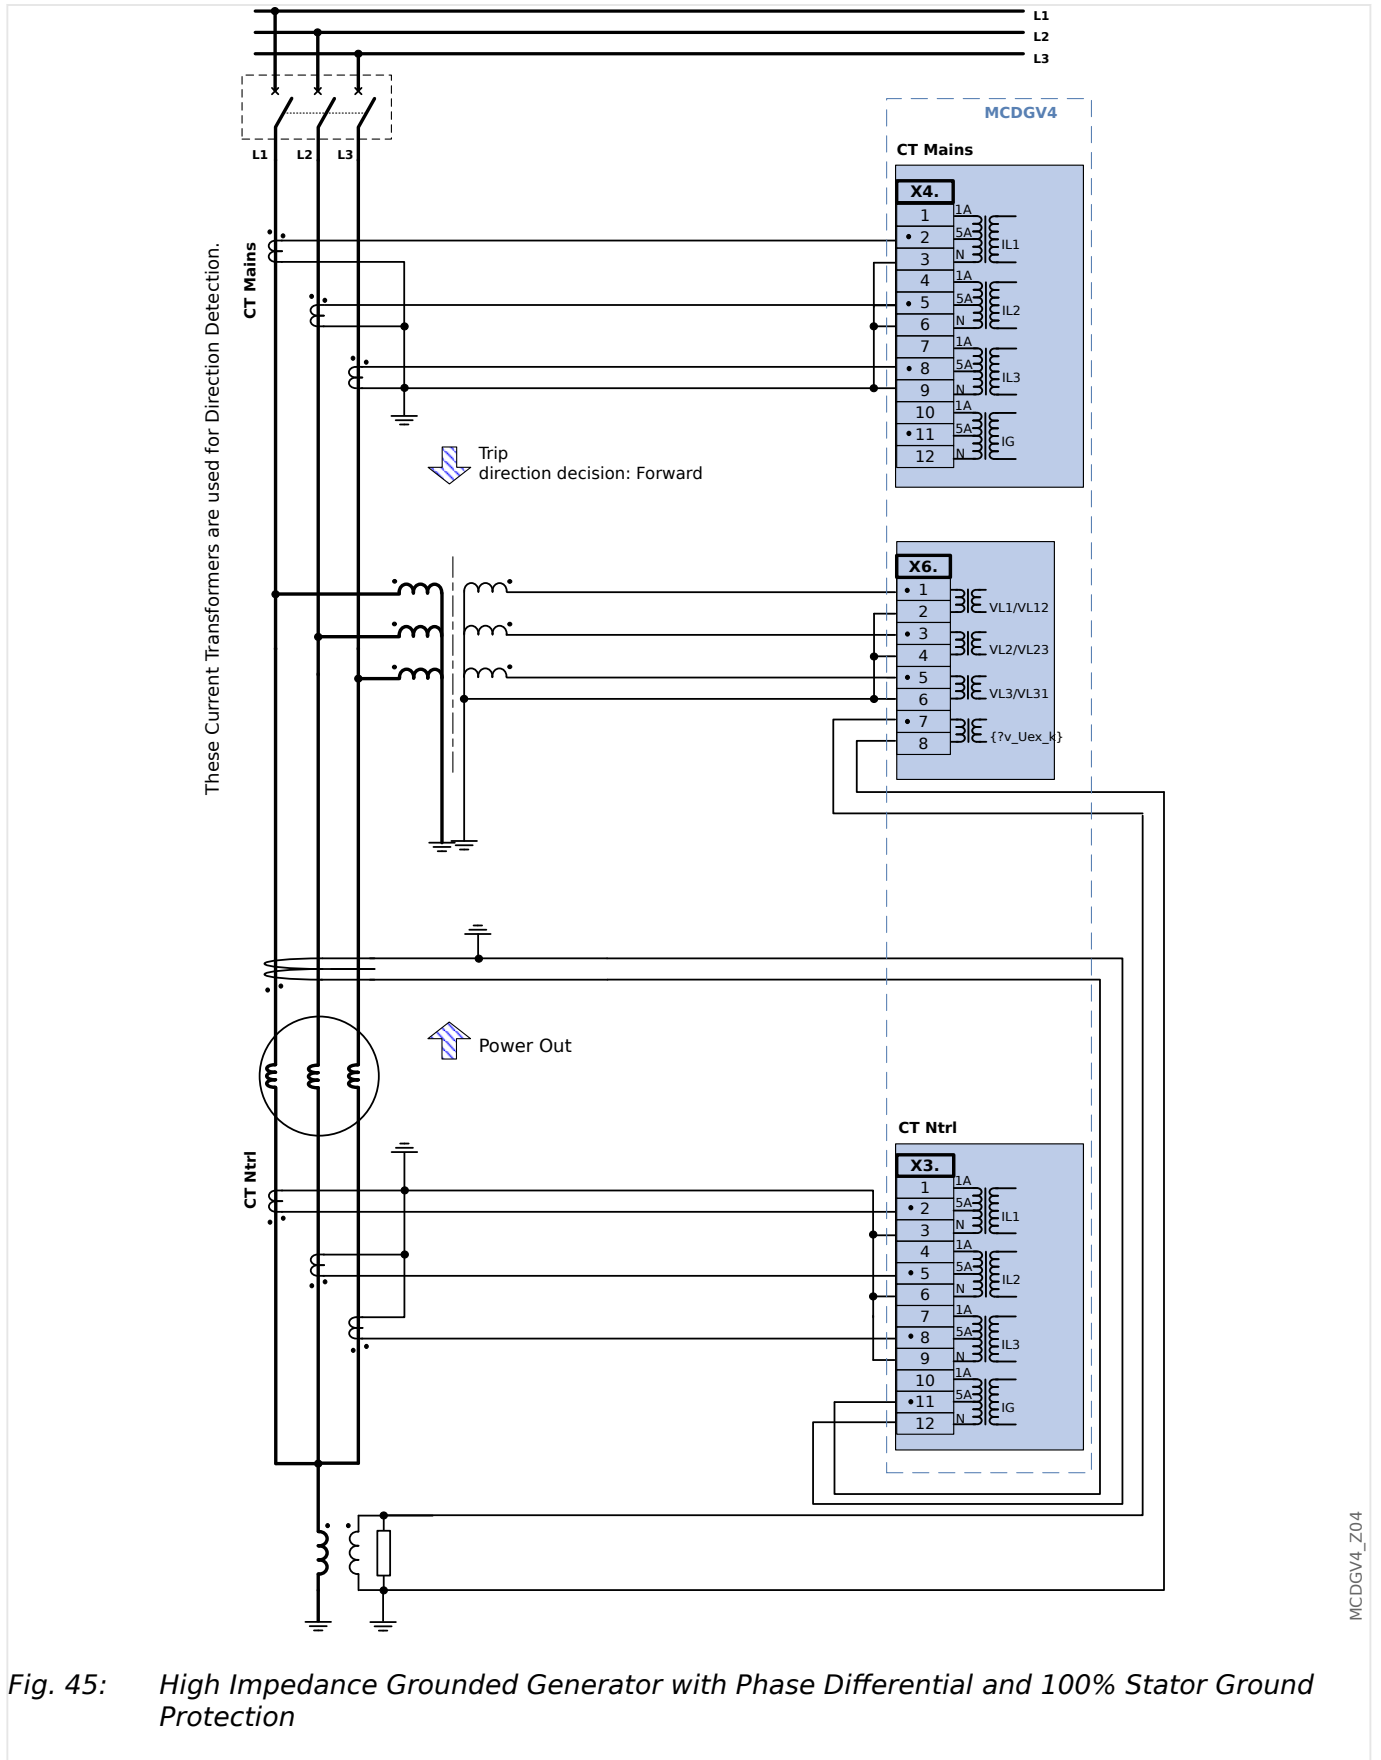 L1
L2
L3
L1
L2
L3
MCDGV4
CT Mains
X4.
1
1A
2
5A
IL1
3
N
4
1A
5
5A
IL2
6
N
7
1A
8
5A
IL3
9
N
10
1A
11
5A
IG
12
N
CT Mains
These Current Transformers are used for Direction Detection.
Trip
direction decision: Forward
X6.
1
VL1/VL12
2
3
VL2/VL23
4
5
VL3/VL31
6
7
{?v_Uex_k}
8
Power Out
CT Ntrl
CT Ntrl
X3.
1
1A
2
5A
IL1
3
N
4
1A
5
5A
IL2
6
N
7
1A
8
5A
IL3
9
N
10
1A
11
5A
IG
12
N
MCDGV4_Z04
Fig. 45: High Impedance Grounded Generator with Phase Differential and 100% Stator Ground
Protection